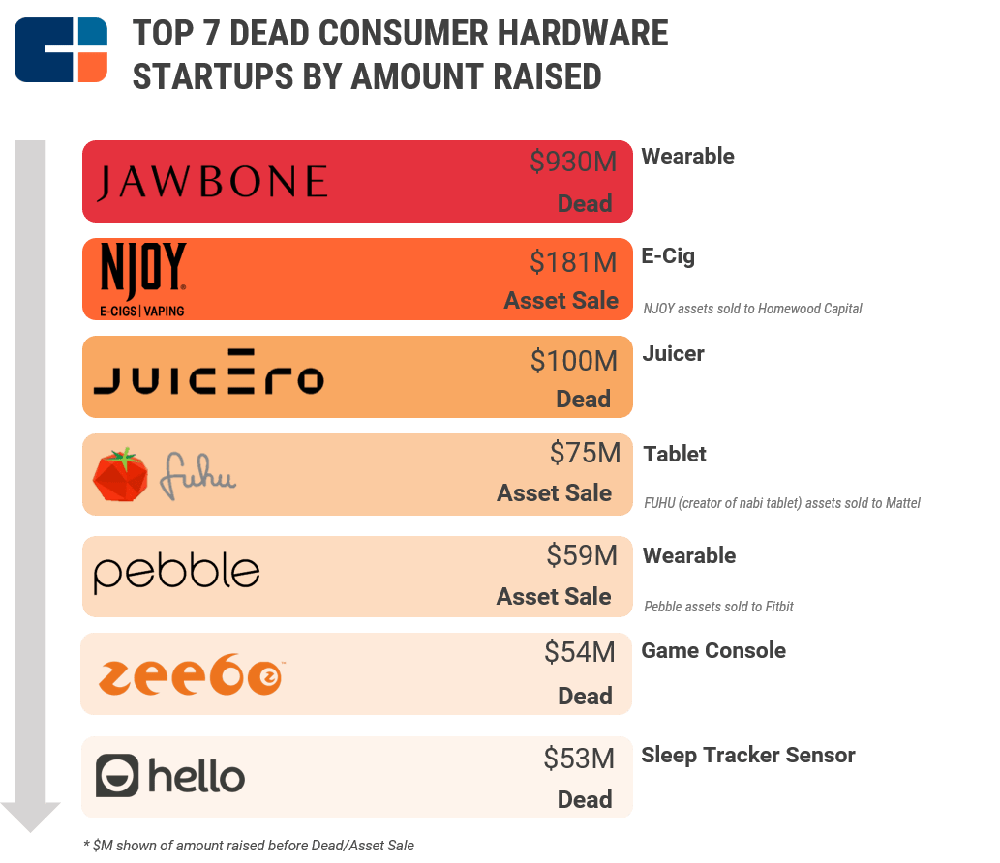 TOP 7 DEAD CONSUMER HARDWARE
STARTUPS BY AMOUNT RAISED
JAWBONE
$930M
Dead
Wearable
NJOY
E-CIGS | VAPING
$181M
Asset Sale
E-Cig
NJOY assets sold to Homewood Capital
JUICERO
$100M
Dead
Juicer
fuhu
$75M
Asset Sale
Tablet
FUHU (creator of nabi tablet) assets sold to Mattel
pebble
$59M
Asset Sale
Wearable
Pebble assets sold to Fitbit
zeebo™
$54M
Dead
Game Console
hello
$53M
Dead
Sleep Tracker Sensor
* $M shown of amount raised before Dead/Asset Sale